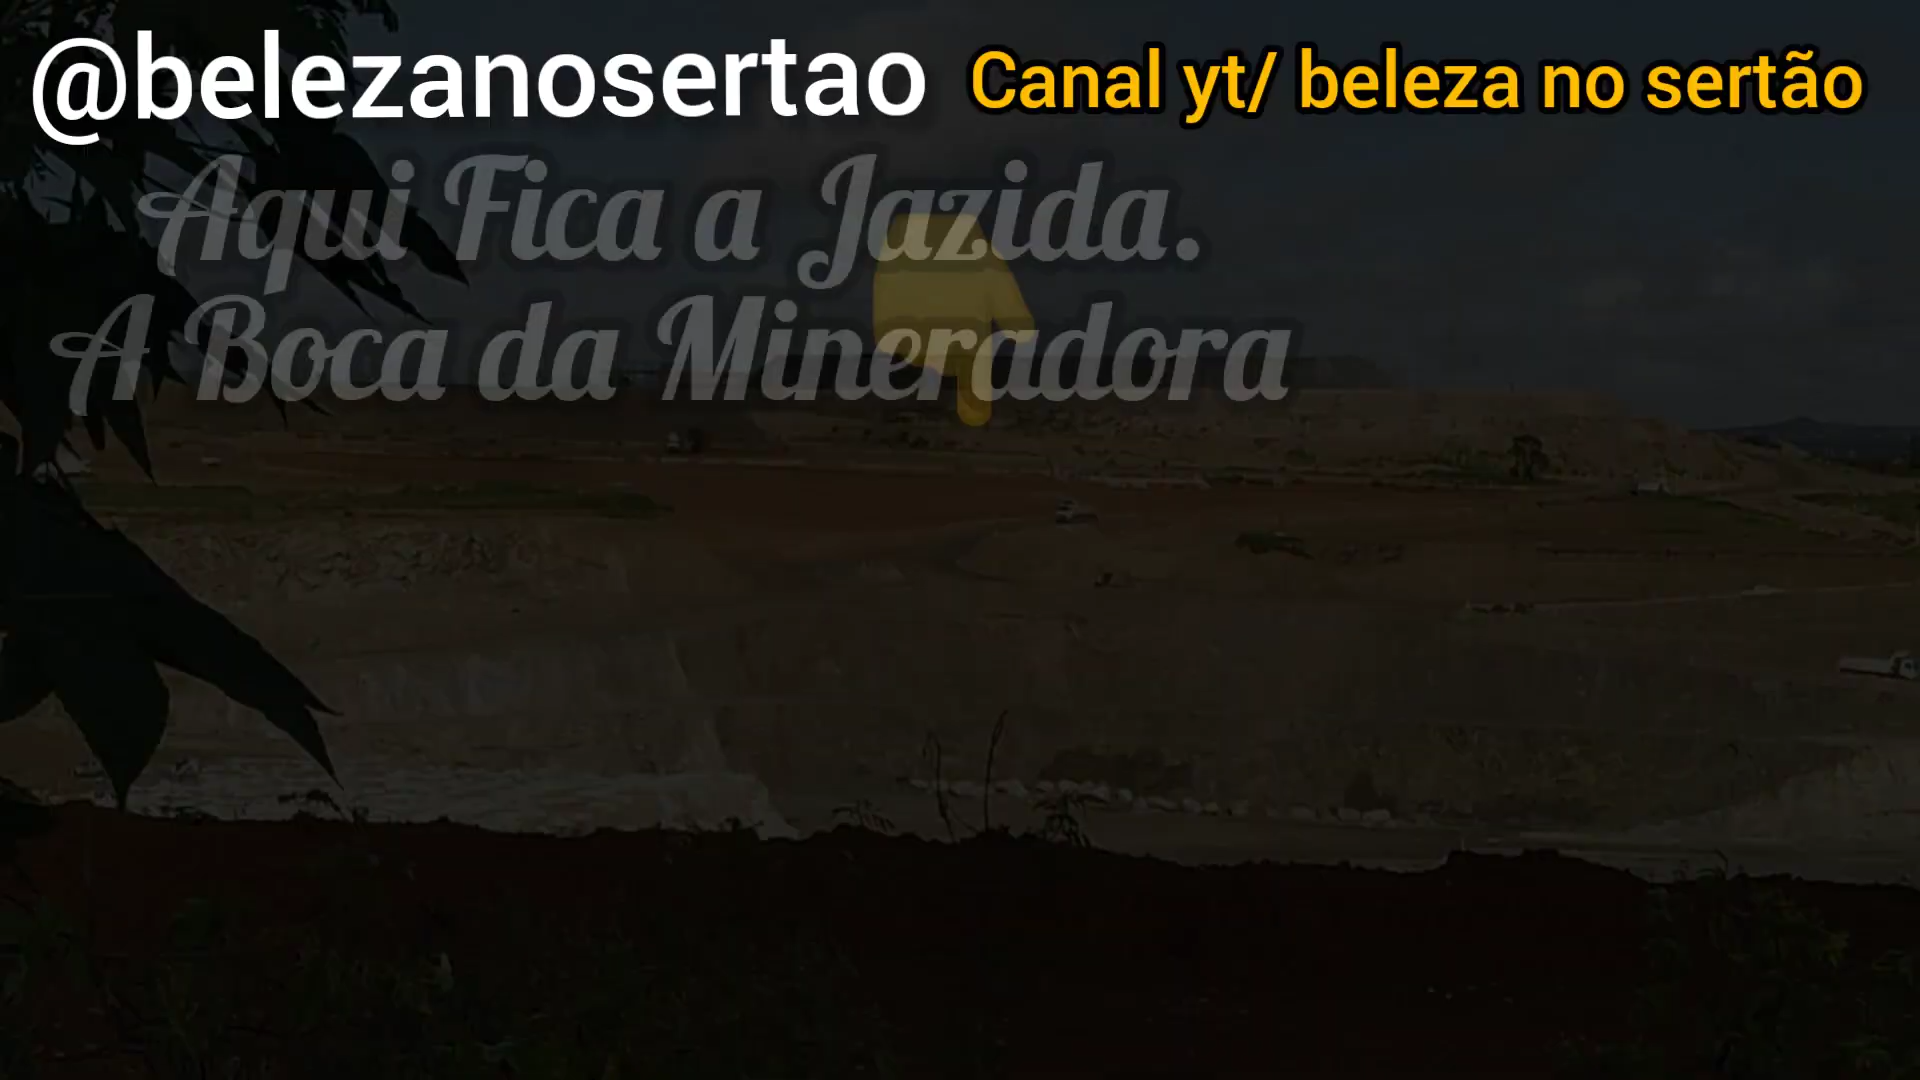 @belezanosertao Canal yt/ beleza no sertão
Aqui Fica a Jazida.
A Boca da Mineradora